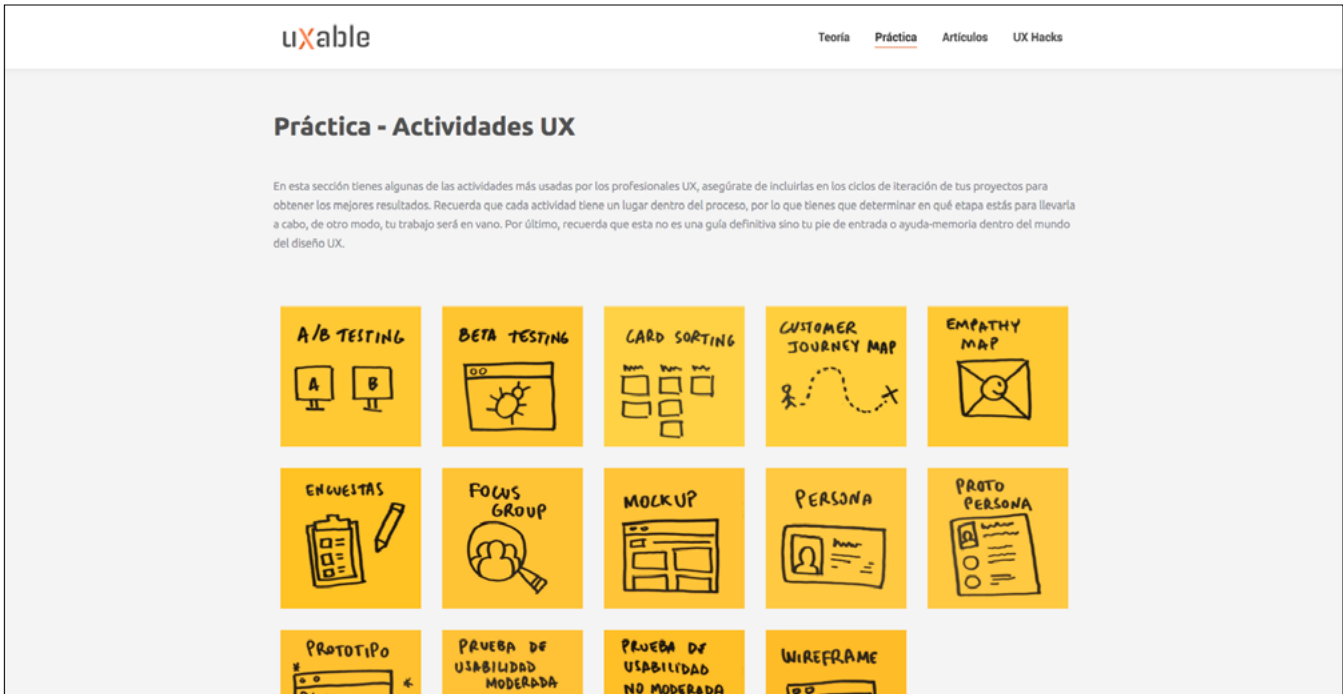 uxable
Teoría Práctica Artículos UX Hacks
Práctica - Actividades UX
En esta sección tienes algunas de las actividades más usadas por los profesionales UX, asegúrate de incluirlas en los ciclos de iteración de tus proyectos para
obtener los mejores resultados. Recuerda que cada actividad tiene un lugar dentro del proceso, por lo que tienes que determinar en qué etapa estás para llevarla
a cabo, de otro modo, tu trabajo será en vano. Por último, recuerda que esta no es una guía definitiva sino tu pie de entrada o ayuda-memoria dentro del mundo
del diseño UX.
A/B TESTING
A B
BETA TESTING
CARD SORTING
CUSTOMER
JOURNEY MAP
EMPATHY
MAP
ENCUESTAS
FOCUS
GROUP
MOCKUP
PERSONA
PROTO
PERSONA
PROTOTIPO
PRUEBA DE
USABILIDAD
MODERADA
PRUEBA DE
USABILIDAD
NO MODERADA
WIREFRAME